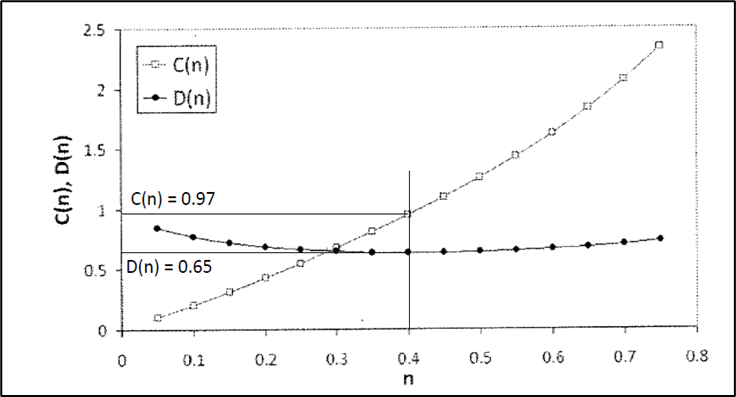 2.5
C(n)
D(n)
2
1.5
C(n), D(n)
C(n) = 0.97
1
0.5
D(n) = 0.65
0
0 0.1 0.2 0.3 0.4 0.5 0.6 0.7 0.8
n